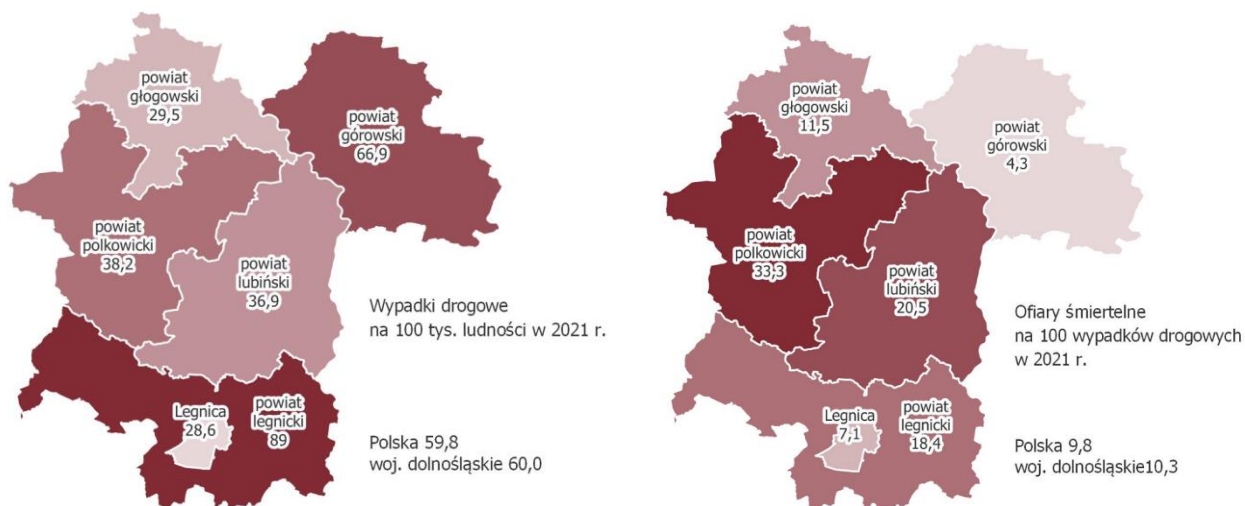 powiat
głogowski
29,5
powiat
górowski
66,9
powiat
polkowicki
38,2
powiat
lubiński
36,9
Wypadki drogowe
na 100 tys. ludności w 2021 r.
Legnica
28,6
powiat
legnicki
89
Polska 59,8
woj. dolnośląskie 60,0
powiat
głogowski
11,5
powiat
górowski
4,3
powiat
polkowicki
33,3
powiat
lubiński
20,5
Ofiary śmiertelne
na 100 wypadków drogowych
w 2021 r.
Legnica
7,1
powiat
legnicki
18,4
Polska 9,8
woj. dolnośląskie10,3